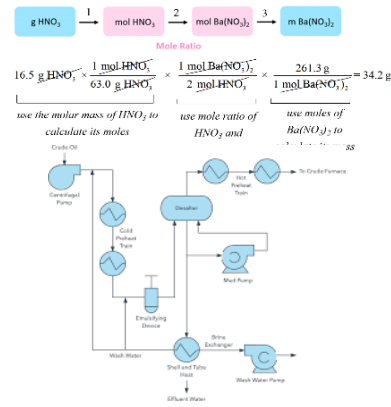 1 2 3
g HNO₃ mol HNO₃ mol Ba(NO₃)₂ m Ba(NO₃)₂
Mole Ratio
16.5 g HNO₃ × 1 mol HNO₃ / 63.0 g HNO₃ × 1 mol Ba(NO₃)₂ / 2 mol HNO₃ × 261.3 g / 1 mol Ba(NO₃)₂ = 34.2 g
use the molar mass of HNO₃ to
calculate its moles
use mole ratio of
HNO₃ and
use moles of
Ba(NO₃)₂ to
ss
Crude Oil
Centrifugal
Pump
Cold
Preheat
Train
Emulsifying
Device
Wash Water
Desalter
Hot
Preheat
Train
To Crude Furnace
Mud Pump
Brine
Exchanger
Shell and Tube
Heat
Wash Water Pump
Effluent Water